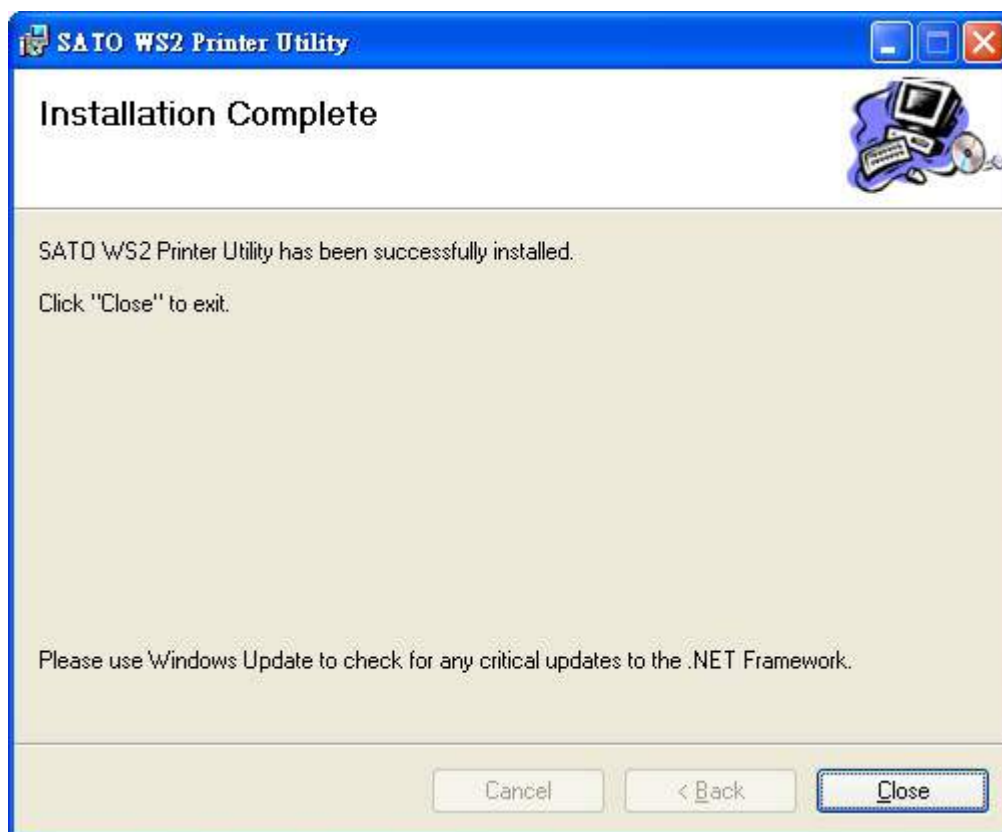 SATO WS2 Printer Utility
Installation Complete
SATO WS2 Printer Utility has been successfully installed.
Click "Close" to exit.
Please use Windows Update to check for any critical updates to the .NET Framework.
Cancel
< Back
Close